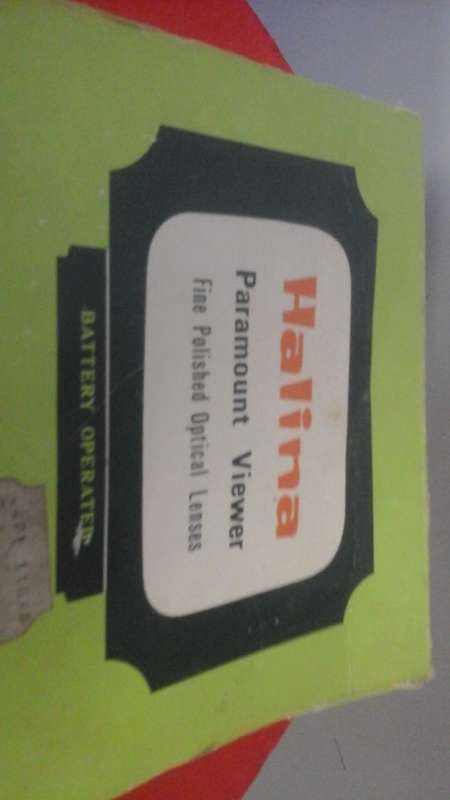 Halina
Paramount Viewer
Fine Polished Optical Lenses
BATTERY OPERATED